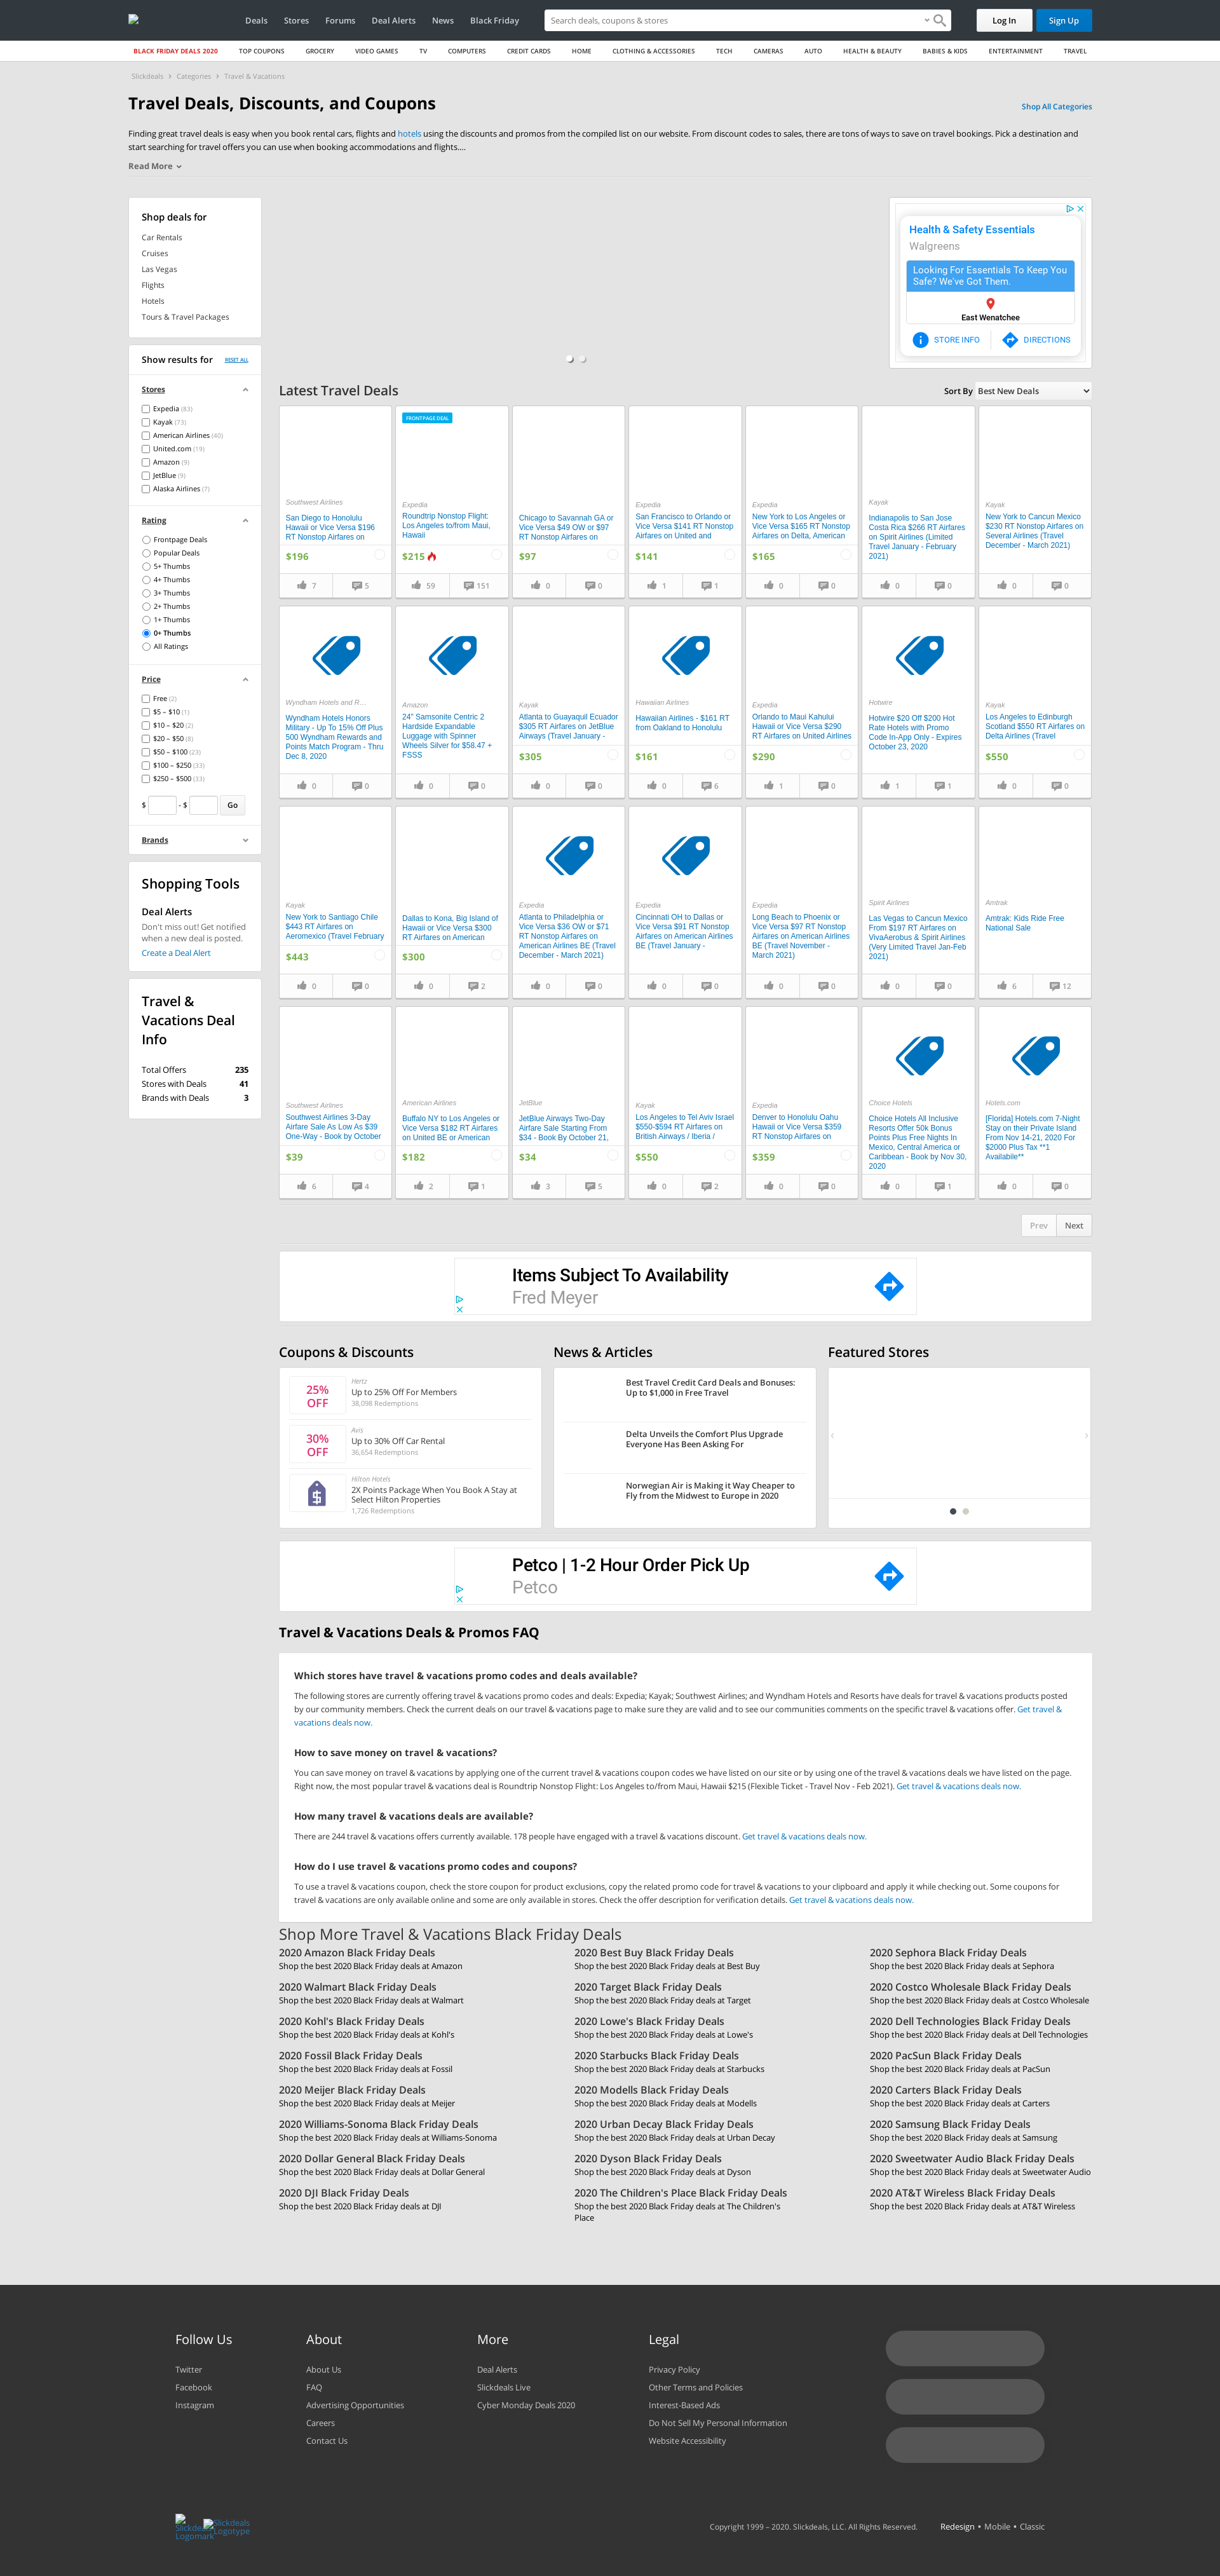 Deals Stores Forums Deal Alerts News Black Friday
Search deals, coupons & stores
Log In
Sign Up
BLACK FRIDAY DEALS 2020 TOP COUPONS GROCERY VIDEO GAMES TV COMPUTERS CREDIT CARDS HOME CLOTHING & ACCESSORIES TECH CAMERAS AUTO HEALTH & BEAUTY BABIES & KIDS ENTERTAINMENT TRAVEL
Slickdeals › Categories › Travel & Vacations
Travel Deals, Discounts, and Coupons
Shop All Categories
Finding great travel deals is easy when you book rental cars, flights and hotels using the discounts and promos from the compiled list on our website. From discount codes to sales, there are tons of ways to save on travel bookings. Pick a destination and
start searching for travel offers you can use when booking accommodations and flights....
Read More
Shop deals for
Car Rentals
Cruises
Las Vegas
Flights
Hotels
Tours & Travel Packages
Health & Safety Essentials
Walgreens
Looking For Essentials To Keep You
Safe? We've Got Them.
East Wenatchee
STORE INFO
DIRECTIONS
Show results for
RESET ALL
Stores
Expedia (83)
Kayak (73)
American Airlines (40)
United.com (19)
Amazon (9)
JetBlue (9)
Alaska Airlines (7)
Rating
Frontpage Deals
Popular Deals
5+ Thumbs
4+ Thumbs
3+ Thumbs
2+ Thumbs
1+ Thumbs
0+ Thumbs
All Ratings
Price
Free (2)
$5 – $10 (1)
$10 – $20 (2)
$20 – $50 (8)
$50 – $100 (23)
$100 – $250 (33)
$250 – $500 (33)
$ - $ Go
Brands
Shopping Tools
Deal Alerts
Don't miss out! Get notified
when a new deal is posted.
Create a Deal Alert
Travel &
Vacations Deal
Info
Total Offers 235
Stores with Deals 41
Brands with Deals 3
Latest Travel Deals
Sort By Best New Deals
Southwest Airlines
San Diego to Honolulu
Hawaii or Vice Versa $196
RT Nonstop Airfares on
$196
7 5
FRONTPAGE DEAL
Expedia
Roundtrip Nonstop Flight:
Los Angeles to/from Maui,
Hawaii
$215
59 151
Chicago to Savannah GA or
Vice Versa $49 OW or $97
RT Nonstop Airfares on
$97
0 0
Expedia
San Francisco to Orlando or
Vice Versa $141 RT Nonstop
Airfares on United and
$141
1 1
Expedia
New York to Los Angeles or
Vice Versa $165 RT Nonstop
Airfares on Delta, American
$165
0 0
Kayak
Indianapolis to San Jose
Costa Rica $266 RT Airfares
on Spirit Airlines (Limited
Travel January - February
2021)
0 0
Kayak
New York to Cancun Mexico
$230 RT Nonstop Airfares on
Several Airlines (Travel
December - March 2021)
0 0
Wyndham Hotels and R...
Wyndham Hotels Honors
Military - Up To 15% Off Plus
500 Wyndham Rewards and
Points Match Program - Thru
Dec 8, 2020
0 0
Amazon
24" Samsonite Centric 2
Hardside Expandable
Luggage with Spinner
Wheels Silver for $58.47 +
FSSS
0 0
Kayak
Atlanta to Guayaquil Ecuador
$305 RT Airfares on JetBlue
Airways (Travel January -
$305
0 0
Hawaiian Airlines
Hawaiian Airlines - $161 RT
from Oakland to Honolulu
$161
0 6
Expedia
Orlando to Maui Kahului
Hawaii or Vice Versa $290
RT Airfares on United Airlines
$290
1 0
Hotwire
Hotwire $20 Off $200 Hot
Rate Hotels with Promo
Code In-App Only - Expires
October 23, 2020
1 1
Kayak
Los Angeles to Edinburgh
Scotland $550 RT Airfares on
Delta Airlines (Travel
$550
0 0
Kayak
New York to Santiago Chile
$443 RT Airfares on
Aeromexico (Travel February
$443
0 0
Dallas to Kona, Big Island of
Hawaii or Vice Versa $300
RT Airfares on American
$300
0 2
Expedia
Atlanta to Philadelphia or
Vice Versa $36 OW or $71
RT Nonstop Airfares on
American Airlines BE (Travel
December - March 2021)
0 0
Expedia
Cincinnati OH to Dallas or
Vice Versa $91 RT Nonstop
Airfares on American Airlines
BE (Travel January -
0 0
Expedia
Long Beach to Phoenix or
Vice Versa $97 RT Nonstop
Airfares on American Airlines
BE (Travel November -
March 2021)
0 0
Spirit Airlines
Las Vegas to Cancun Mexico
From $197 RT Airfares on
VivaAerobus & Spirit Airlines
(Very Limited Travel Jan-Feb
2021)
0 0
Amtrak
Amtrak: Kids Ride Free
National Sale
6 12
Southwest Airlines
Southwest Airlines 3-Day
Airfare Sale As Low As $39
One-Way - Book by October
$39
6 4
American Airlines
Buffalo NY to Los Angeles or
Vice Versa $182 RT Airfares
on United BE or American
$182
2 1
JetBlue
JetBlue Airways Two-Day
Airfare Sale Starting From
$34 - Book By October 21,
$34
3 5
Kayak
Los Angeles to Tel Aviv Israel
$550-$594 RT Airfares on
British Airways / Iberia /
$550
0 2
Expedia
Denver to Honolulu Oahu
Hawaii or Vice Versa $359
RT Nonstop Airfares on
$359
0 0
Choice Hotels
Choice Hotels All Inclusive
Resorts Offer 50k Bonus
Points Plus Free Nights In
Mexico, Central America or
Caribbean - Book by Nov 30,
2020
0 1
Hotels.com
[Florida] Hotels.com 7-Night
Stay on their Private Island
From Nov 14-21, 2020 For
$2000 Plus Tax **1
Availabile**
0 0
Prev Next
Items Subject To Availability
Fred Meyer
Coupons & Discounts
25%
OFF
Hertz
Up to 25% Off For Members
38,098 Redemptions
30%
OFF
Avis
Up to 30% Off Car Rental
36,654 Redemptions
Hilton Hotels
2X Points Package When You Book A Stay at
Select Hilton Properties
1,726 Redemptions
News & Articles
Best Travel Credit Card Deals and Bonuses:
Up to $1,000 in Free Travel
Delta Unveils the Comfort Plus Upgrade
Everyone Has Been Asking For
Norwegian Air is Making it Way Cheaper to
Fly from the Midwest to Europe in 2020
Featured Stores
Petco | 1-2 Hour Order Pick Up
Petco
Travel & Vacations Deals & Promos FAQ
Which stores have travel & vacations promo codes and deals available?
The following stores are currently offering travel & vacations promo codes and deals: Expedia; Kayak; Southwest Airlines; and Wyndham Hotels and Resorts have deals for travel & vacations products posted
by our community members. Check the current deals on our travel & vacations page to make sure they are valid and to see our communities comments on the specific travel & vacations offer. Get travel &
vacations deals now.
How to save money on travel & vacations?
You can save money on travel & vacations by applying one of the current travel & vacations coupon codes we have listed on our site or by using one of the travel & vacations deals we have listed on the page.
Right now, the most popular travel & vacations deal is Roundtrip Nonstop Flight: Los Angeles to/from Maui, Hawaii $215 (Flexible Ticket - Travel Nov - Feb 2021). Get travel & vacations deals now.
How many travel & vacations deals are available?
There are 244 travel & vacations offers currently available. 178 people have engaged with a travel & vacations discount. Get travel & vacations deals now.
How do I use travel & vacations promo codes and coupons?
To use a travel & vacations coupon, check the store coupon for product exclusions, copy the related promo code for travel & vacations to your clipboard and apply it while checking out. Some coupons for
travel & vacations are only available online and some are available in stores. Check the offer description for verification details. Get travel & vacations deals now.
Shop More Travel & Vacations Black Friday Deals
2020 Amazon Black Friday Deals
Shop the best 2020 Black Friday deals at Amazon
2020 Best Buy Black Friday Deals
Shop the best 2020 Black Friday deals at Best Buy
2020 Sephora Black Friday Deals
Shop the best 2020 Black Friday deals at Sephora
2020 Walmart Black Friday Deals
Shop the best 2020 Black Friday deals at Walmart
2020 Target Black Friday Deals
Shop the best 2020 Black Friday deals at Target
2020 Costco Wholesale Black Friday Deals
Shop the best 2020 Black Friday deals at Costco Wholesale
2020 Kohl's Black Friday Deals
Shop the best 2020 Black Friday deals at Kohl's
2020 Lowe's Black Friday Deals
Shop the best 2020 Black Friday deals at Lowe's
2020 Dell Technologies Black Friday Deals
Shop the best 2020 Black Friday deals at Dell Technologies
2020 Fossil Black Friday Deals
Shop the best 2020 Black Friday deals at Fossil
2020 Starbucks Black Friday Deals
Shop the best 2020 Black Friday deals at Starbucks
2020 PacSun Black Friday Deals
Shop the best 2020 Black Friday deals at PacSun
2020 Meijer Black Friday Deals
Shop the best 2020 Black Friday deals at Meijer
2020 Modells Black Friday Deals
Shop the best 2020 Black Friday deals at Modells
2020 Carters Black Friday Deals
Shop the best 2020 Black Friday deals at Carters
2020 Williams-Sonoma Black Friday Deals
Shop the best 2020 Black Friday deals at Williams-Sonoma
2020 Urban Decay Black Friday Deals
Shop the best 2020 Black Friday deals at Urban Decay
2020 Samsung Black Friday Deals
Shop the best 2020 Black Friday deals at Samsung
2020 Dollar General Black Friday Deals
Shop the best 2020 Black Friday deals at Dollar General
2020 Dyson Black Friday Deals
Shop the best 2020 Black Friday deals at Dyson
2020 Sweetwater Audio Black Friday Deals
Shop the best 2020 Black Friday deals at Sweetwater Audio
2020 DJI Black Friday Deals
Shop the best 2020 Black Friday deals at DJI
2020 The Children's Place Black Friday Deals
Shop the best 2020 Black Friday deals at The Children's
Place
2020 AT&T Wireless Black Friday Deals
Shop the best 2020 Black Friday deals at AT&T Wireless
Follow Us
Twitter
Facebook
Instagram
About
About Us
FAQ
Advertising Opportunities
Careers
Contact Us
More
Deal Alerts
Slickdeals Live
Cyber Monday Deals 2020
Legal
Privacy Policy
Other Terms and Policies
Interest-Based Ads
Do Not Sell My Personal Information
Website Accessibility
Slickdeals
Logomark
Slickdeals
Logotype
Copyright 1999 – 2020. Slickdeals, LLC. All Rights Reserved.
Redesign • Mobile • Classic